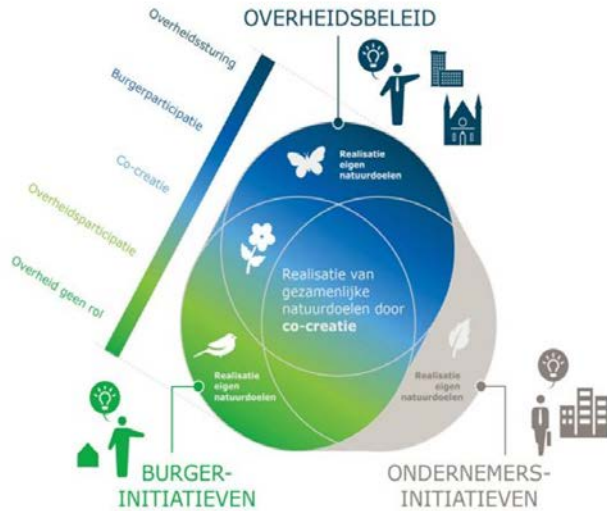 OVERHEIDSBELEID
Overheidssturing
Burgerparticipatie
Co-creatie
Overheidsparticipatie
Overheid geen rol
Realisatie
eigen
natuurdoelen
Realisatie van
gezamenlijke
natuurdoelen door
co-creatie
Realisatie
eigen
natuurdoelen
Realisatie
eigen
natuurdoelen
BURGER-
INITIATIEVEN
ONDERNEMERS-
INITIATIEVEN